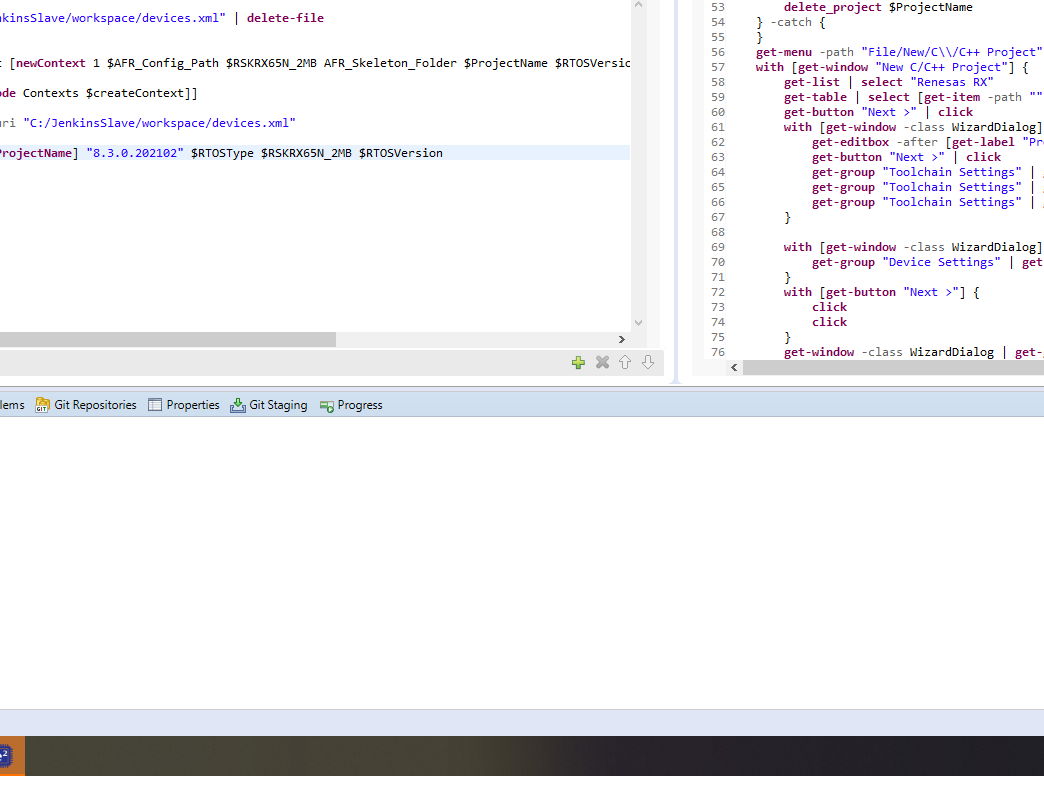 nkinsSlave/workspace/devices.xml" | delete-file
[newContext 1 $AFR_Config_Path $RSKRX65N_2MB AFR_Skeleton_Folder $ProjectName $RTOSVersio
ode Contexts $createContext]]
uri "C:/JenkinsSlave/workspace/devices.xml"
ProjectName] "8.3.0.202102" $RTOSType $RSKRX65N_2MB $RTOSVersion
53 delete_project $ProjectName
54 } -catch {
55 }
56 get-menu -path "File/New/C\\/C++ Project"
57 with [get-window "New C/C++ Project"] {
58 get-list | select "Renesas RX"
59 get-table | select [get-item -path ""
60 get-button "Next >" | click
61 with [get-window -class WizardDialog]
62 get-editbox -after [get-label "Pr
63 get-button "Next >" | click
64 get-group "Toolchain Settings" |
65 get-group "Toolchain Settings" |
66 get-group "Toolchain Settings" |
67 }
68
69 with [get-window -class WizardDialog]
70 get-group "Device Settings" | get
71 }
72 with [get-button "Next >"] {
73 click
74 click
75 }
76 get-window -class WizardDialog | get-
lems Git Repositories Properties Git Staging Progress